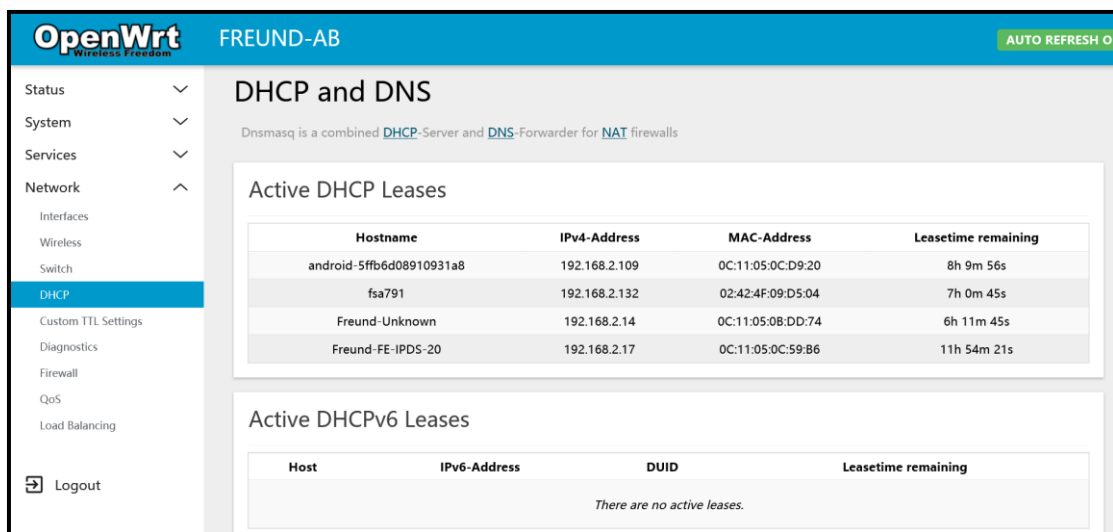 OpenWrt
Wireless Freedom
FREUND-AB
AUTO REFRESH O
Status
System
Services
Network
Interfaces
Wireless
Switch
DHCP
Custom TTL Settings
Diagnostics
Firewall
QoS
Load Balancing
Logout
DHCP and DNS
Dnsmasq is a combined DHCP-Server and DNS-Forwarder for NAT firewalls
Active DHCP Leases
Hostname IPv4-Address MAC-Address Leasetime remaining
android-5ffb6d08910931a8 192.168.2.109 0C:11:05:0C:D9:20 8h 9m 56s
fsa791 192.168.2.132 02:42:4F:09:D5:04 7h 0m 45s
Freund-Unknown 192.168.2.14 0C:11:05:0B:DD:74 6h 11m 45s
Freund-FE-IPDS-20 192.168.2.17 0C:11:05:0C:59:B6 11h 54m 21s
Active DHCPv6 Leases
Host IPv6-Address DUID Leasetime remaining
There are no active leases.